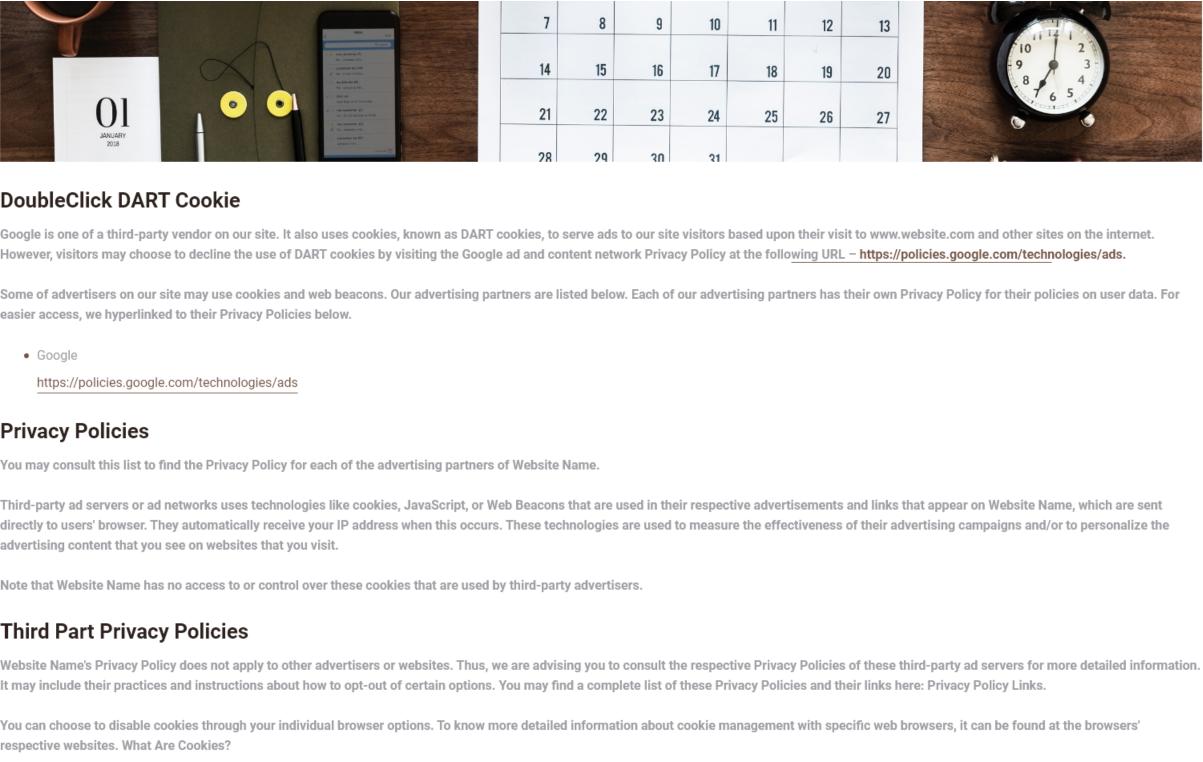 7 8 9 10 11 12 13
14 15 16 17 18 19 20
21 22 23 24 25 26 27
28 29 30 31
01
JANUARY
2018
10 12 2
9 3
8 4
7 6 5
DoubleClick DART Cookie
Google is one of a third-party vendor on our site. It also uses cookies, known as DART cookies, to serve ads to our site visitors based upon their visit to www.website.com and other sites on the internet.
However, visitors may choose to decline the use of DART cookies by visiting the Google ad and content network Privacy Policy at the following URL – https://policies.google.com/technologies/ads.
Some of advertisers on our site may use cookies and web beacons. Our advertising partners are listed below. Each of our advertising partners has their own Privacy Policy for their policies on user data. For
easier access, we hyperlinked to their Privacy Policies below.
• Google
https://policies.google.com/technologies/ads
Privacy Policies
You may consult this list to find the Privacy Policy for each of the advertising partners of Website Name.
Third-party ad servers or ad networks uses technologies like cookies, JavaScript, or Web Beacons that are used in their respective advertisements and links that appear on Website Name, which are sent
directly to users' browser. They automatically receive your IP address when this occurs. These technologies are used to measure the effectiveness of their advertising campaigns and/or to personalize the
advertising content that you see on websites that you visit.
Note that Website Name has no access to or control over these cookies that are used by third-party advertisers.
Third Part Privacy Policies
Website Name's Privacy Policy does not apply to other advertisers or websites. Thus, we are advising you to consult the respective Privacy Policies of these third-party ad servers for more detailed information.
It may include their practices and instructions about how to opt-out of certain options. You may find a complete list of these Privacy Policies and their links here: Privacy Policy Links.
You can choose to disable cookies through your individual browser options. To know more detailed information about cookie management with specific web browsers, it can be found at the browsers'
respective websites. What Are Cookies?